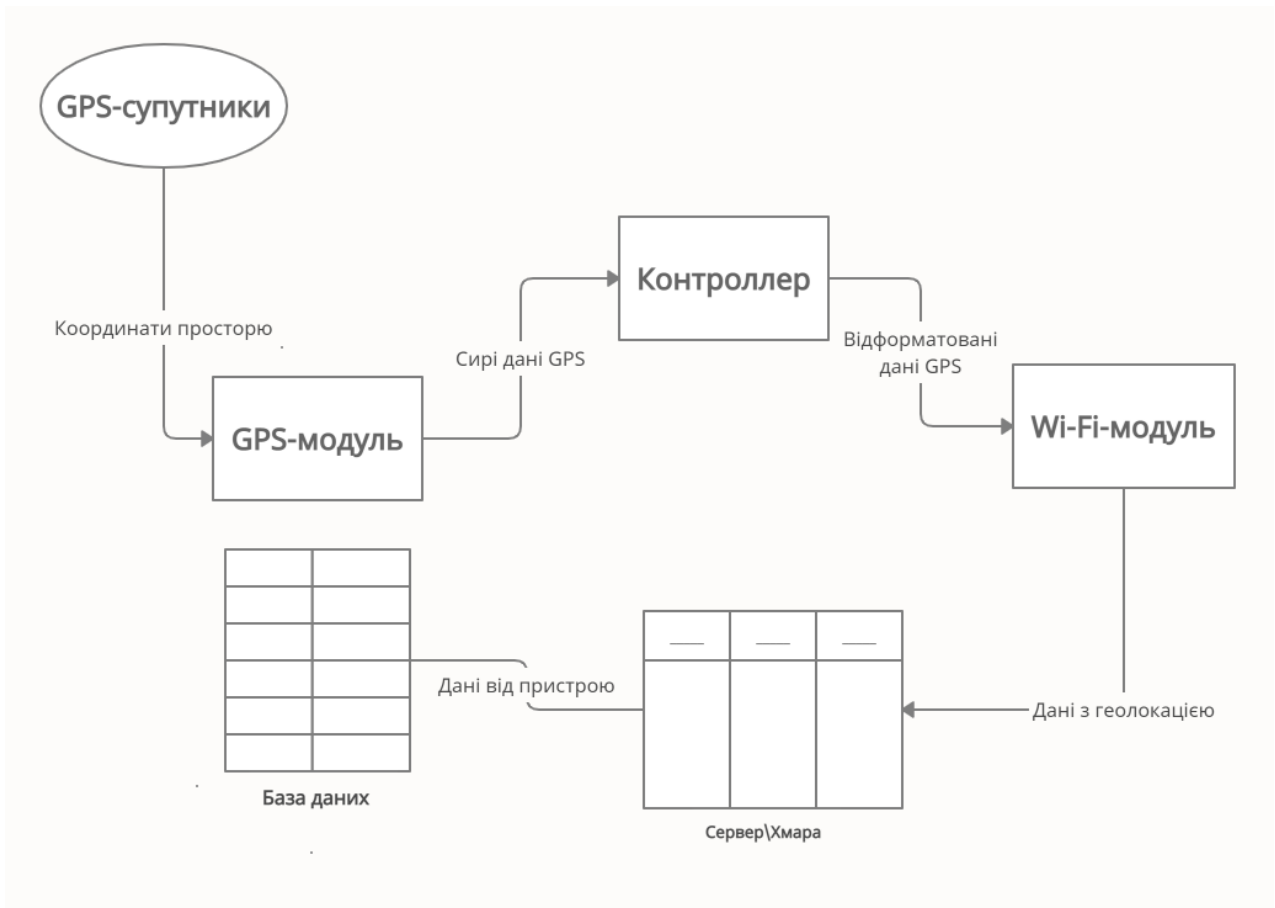 GPS-супутники
Координати просторю
GPS-модуль
Сирі дані GPS
Контроллер
Відформатовані
дані GPS
Wi-Fi-модуль
Дані з геолокацією
Сервер\Хмара
Дані від пристрою
База даних